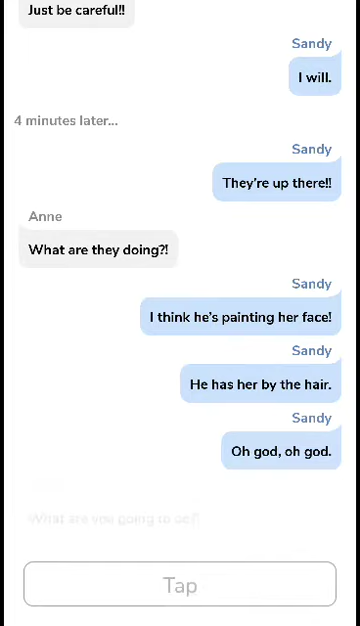 Just be careful!!
Sandy
I will.
4 minutes later...
Sandy
They're up there!!
Anne
What are they doing?!
Sandy
I think he's painting her face!
Sandy
He has her by the hair.
Sandy
Oh god, oh god.
What are you going to do?
Tap